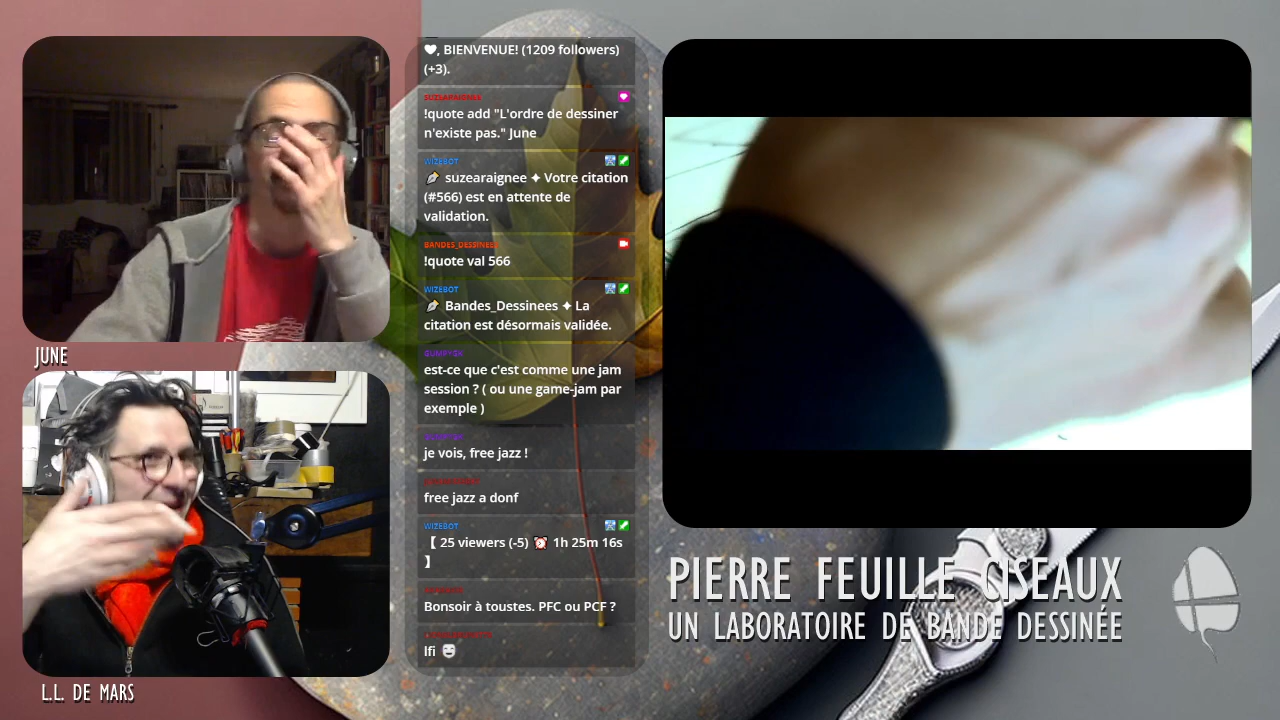 ♥, BIENVENUE! (1209 followers)
(+3).
SUZEARAIGNEE
!quote add "L'ordre de dessiner
n'existe pas." June
WIZEBOT
suzearaignee ✦ Votre citation
(#566) est en attente de
validation.
BANDES_DESSINEES
!quote val 566
WIZEBOT
Bandes_Dessinees ✦ La
citation est désormais validée.
est-ce que c'est comme une jam
session ? ( ou une game-jam par
exemple )
je vois, free jazz !
free jazz a donf
WIZEBOT
【 25 viewers (-5) ⏰ 1h 25m 16s
】
Bonsoir à toustes. PFC ou PCF ?
lfi
JUNE
L.L. DE MARS
PIERRE FEUILLE CISEAUX
UN LABORATOIRE DE BANDE DESSINÉE